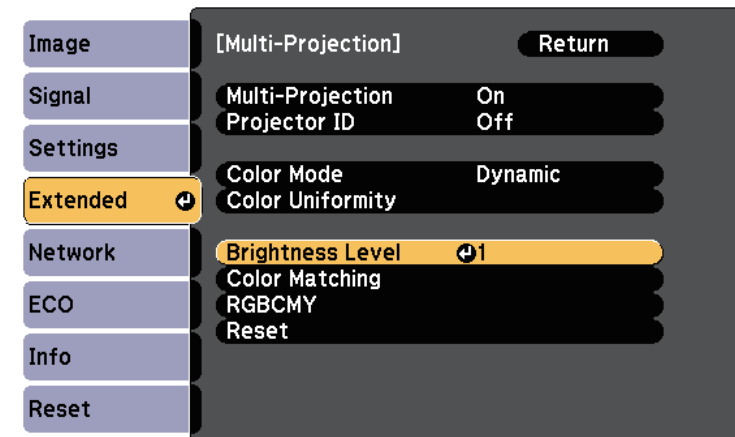 Image
Signal
Settings
Extended
Network
ECO
Info
Reset
[Multi-Projection] Return
Multi-Projection On
Projector ID Off
Color Mode Dynamic
Color Uniformity
Brightness Level 1
Color Matching
RGBCMY
Reset